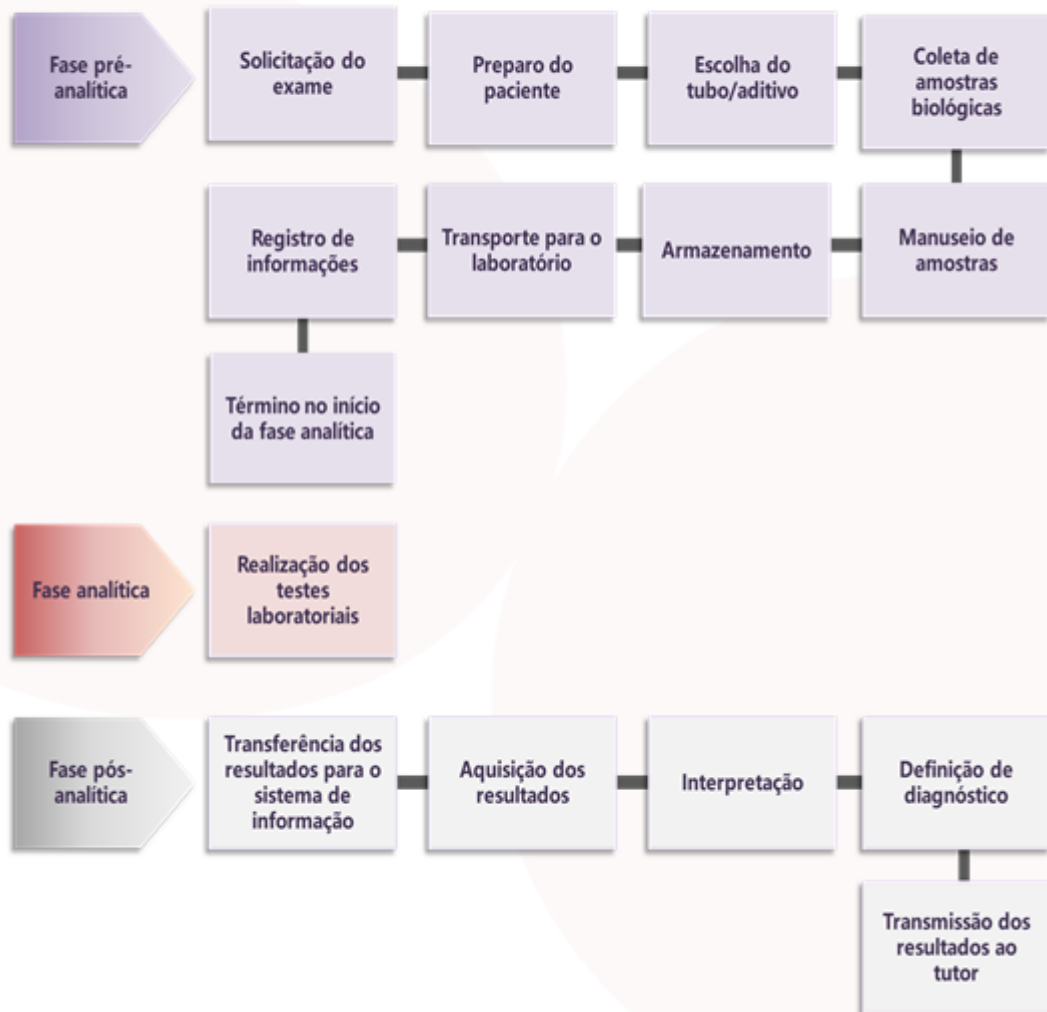 Fase pré-
analítica
Solicitação do
exame
Preparo do
paciente
Escolha do
tubo/aditivo
Coleta de
amostras
biológicas
Manuseio de
amostras
Armazenamento
Transporte para o
laboratório
Registro de
informações
Término no início
da fase analítica
Fase analítica
Realização dos
testes
laboratoriais
Fase pós-
analítica
Transferência dos
resultados para o
sistema de
informação
Aquisição dos
resultados
Interpretação
Definição de
diagnóstico
Transmissão dos
resultados ao
tutor